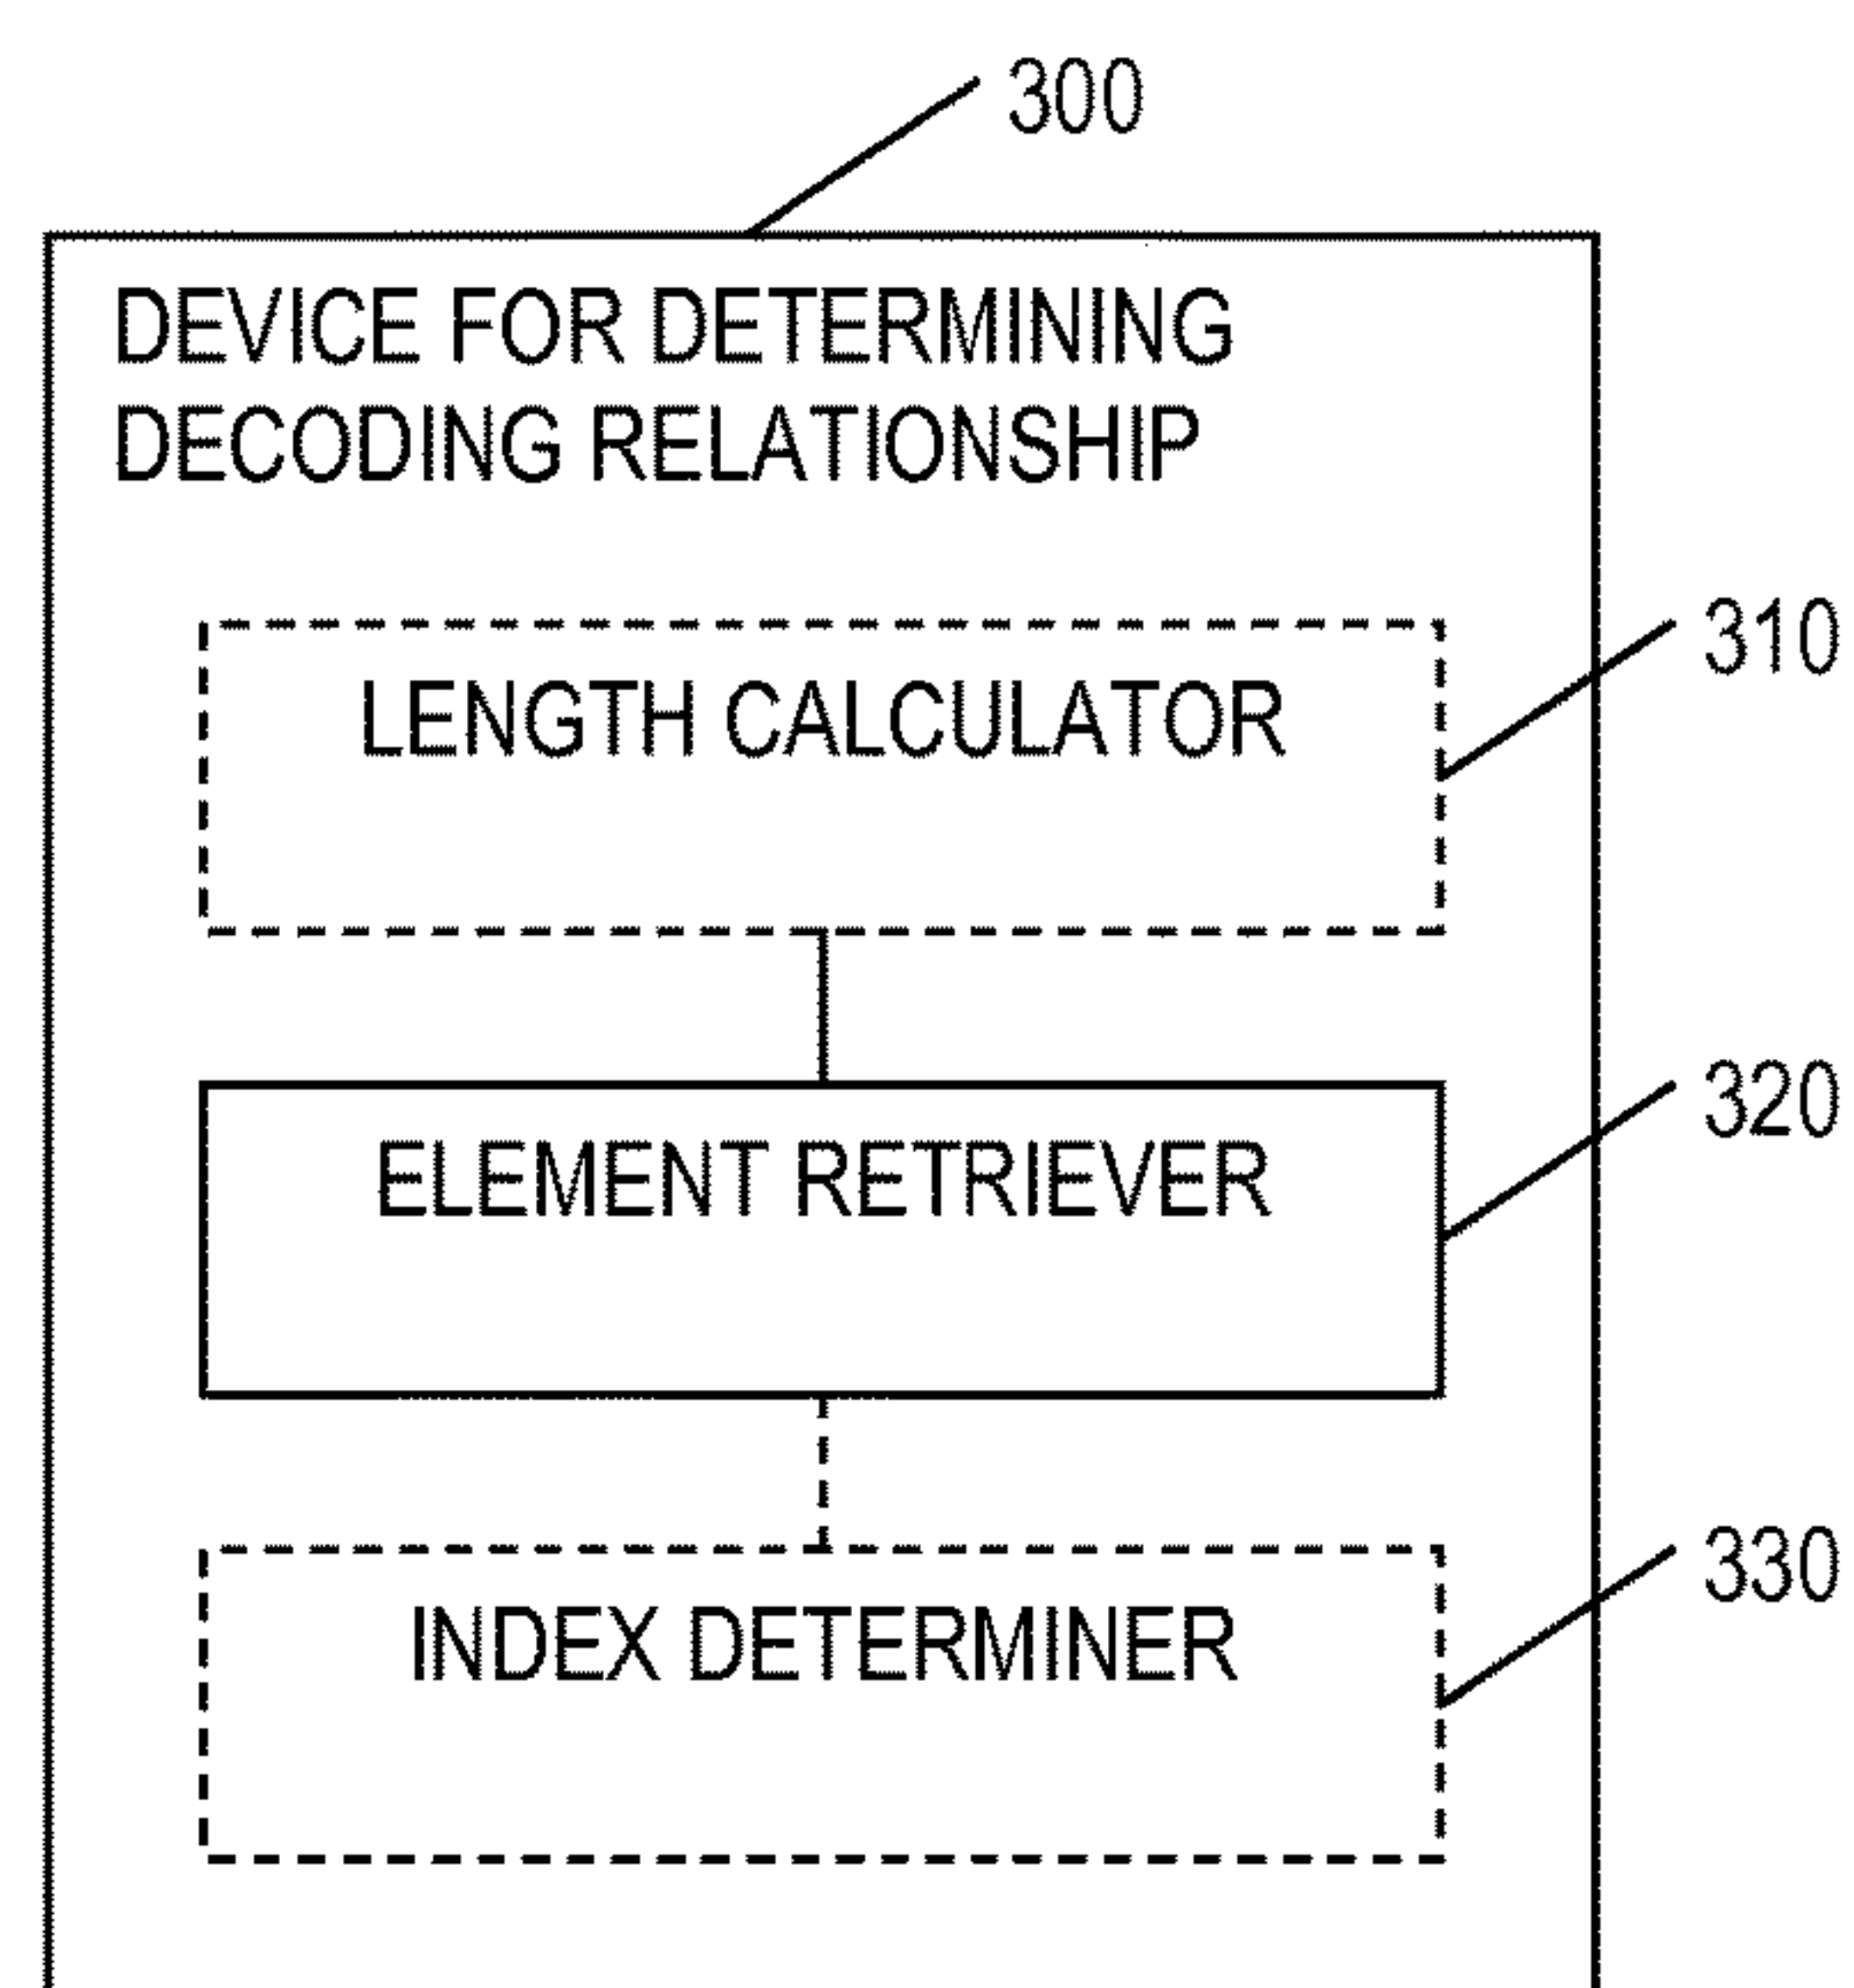 300
DEVICE FOR DETERMINING
DECODING RELATIONSHIP
310
LENGTH CALCULATOR
320
ELEMENT RETRIEVER
330
INDEX DETERMINER